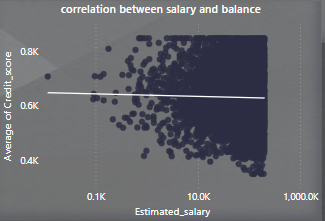 correlation between salary and balance
Average of Credit_score
0.8K
0.6K
0.4K
0.1K
10.0K
1,000.0K
Estimated_salary